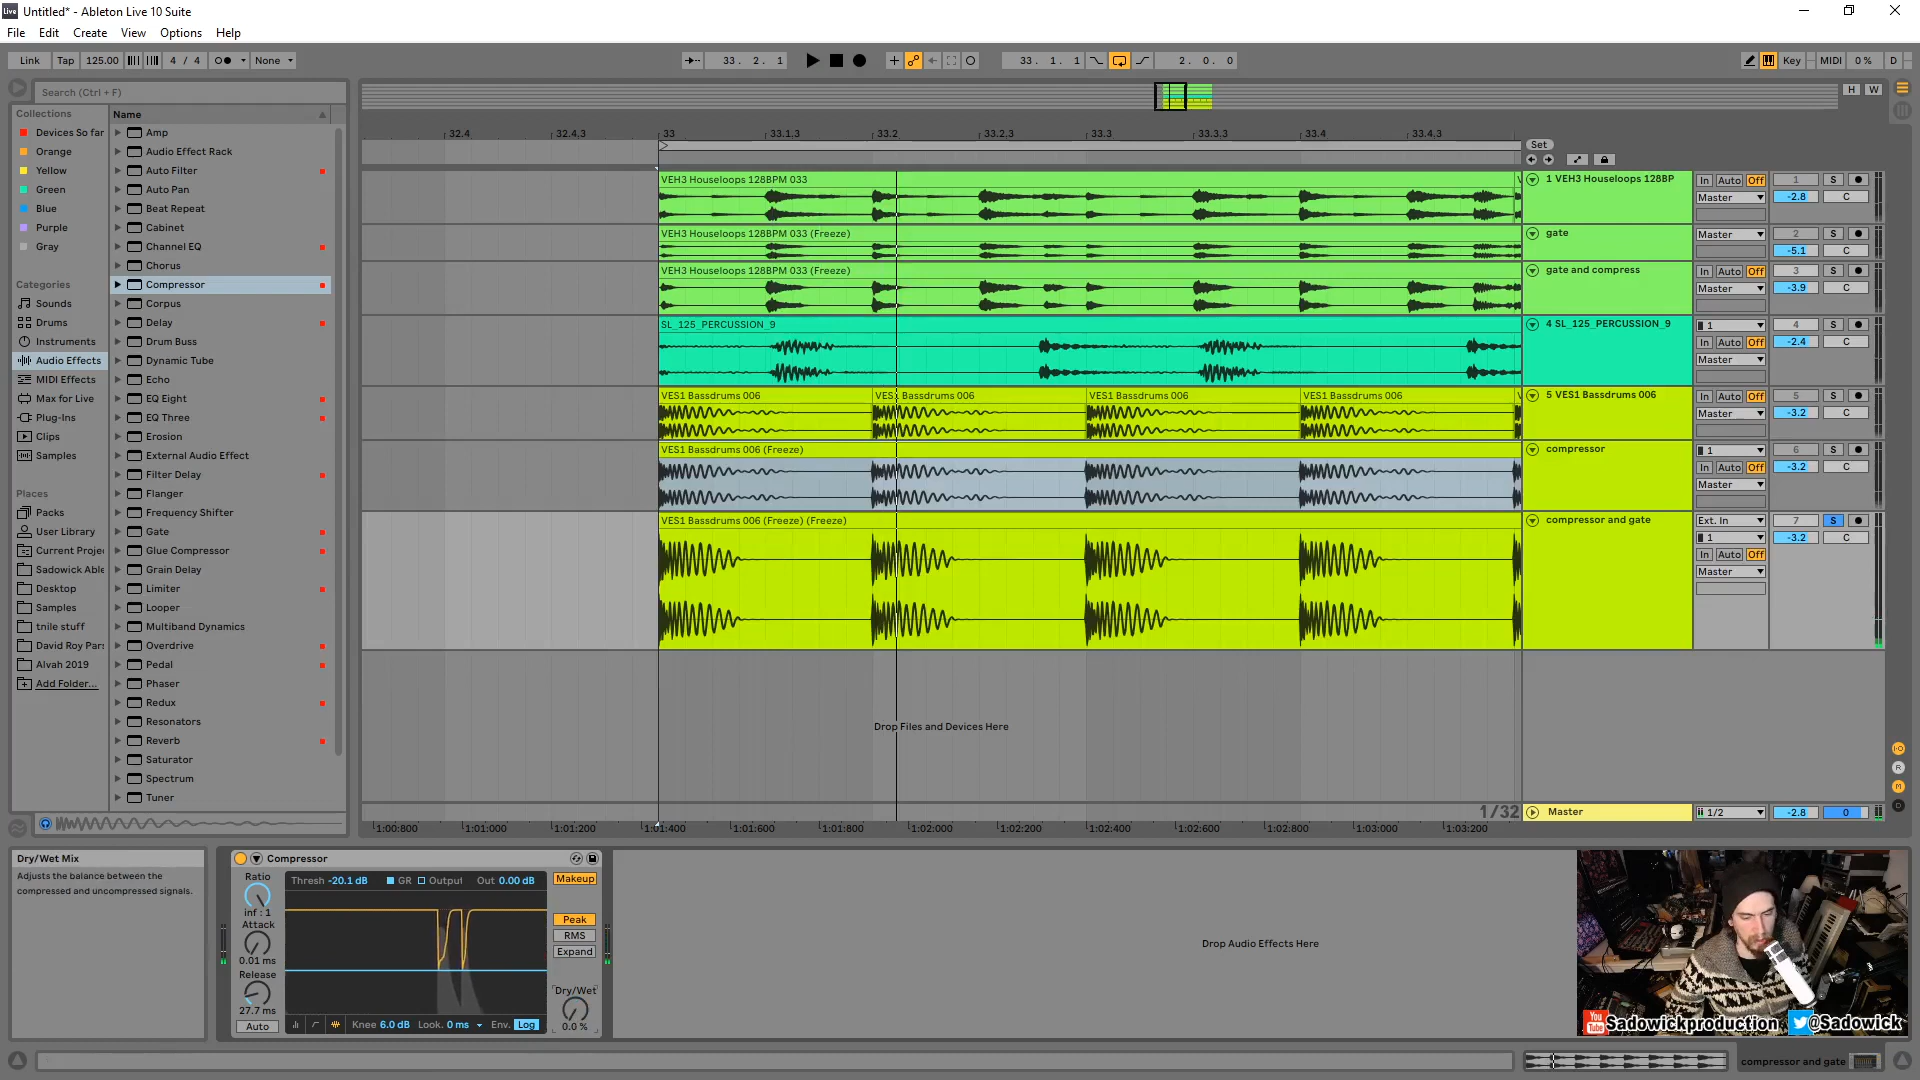 Untitled* - Ableton Live 10 Suite
File Edit Create View Options Help
Link Tap 125.00 4 / 4 None 33. 2. 1 33. 1. 1 2. 0. 0 Key MIDI 0 % D
Search (Ctrl + F)
H W
Collections
Devices So far
Orange
Yellow
Green
Blue
Purple
Gray
Categories
Sounds
Drums
Instruments
Audio Effects
MIDI Effects
Max for Live
Plug-Ins
Clips
Samples
Places
Packs
User Library
Current Projec
Sadowick Able
Desktop
Samples
tnile stuff
David Roy Pars
Alvah 2019
Add Folder...
Name
Amp
Audio Effect Rack
Auto Filter
Auto Pan
Beat Repeat
Cabinet
Channel EQ
Chorus
Compressor
Corpus
Delay
Drum Buss
Dynamic Tube
Echo
EQ Eight
EQ Three
Erosion
External Audio Effect
Filter Delay
Flanger
Frequency Shifter
Gate
Glue Compressor
Grain Delay
Limiter
Looper
Multiband Dynamics
Overdrive
Pedal
Phaser
Redux
Resonators
Reverb
Saturator
Spectrum
Tuner
32.4 32.4,3 33 33.1,3 33.2 33.2,3 33.3 33.3,3 33.4 33.4,3
Set
VEH3 Houseloops 128BPM 033
1 VEH3 Houseloops 128BP In Auto Off 1 S
Master -2.8 C
VEH3 Houseloops 128BPM 033 (Freeze)
gate Master 2 S
-5.1 C
VEH3 Houseloops 128BPM 033 (Freeze)
gate and compress In Auto Off 3 S
Master -3.9 C
SL_125_PERCUSSION_9
4 SL_125_PERCUSSION_9 1 4 S
In Auto Off -2.4 C
Master
VES1 Bassdrums 006 VES1 Bassdrums 006 VES1 Bassdrums 006 VES1 Bassdrums 006
5 VES1 Bassdrums 006 In Auto Off 5 S
Master -3.2 C
VES1 Bassdrums 006 (Freeze)
compressor 1 6 S
In Auto Off -3.2 C
Master
VES1 Bassdrums 006 (Freeze) (Freeze)
compressor and gate Ext. In 7 S
1 -3.2 C
In Auto Off
Master
Drop Files and Devices Here
1/32
Master 1/2 -2.8 0
1:00:800 1:01:000 1:01:200 1:01:400 1:01:600 1:01:800 1:02:000 1:02:200 1:02:400 1:02:600 1:02:800 1:03:000 1:03:200
Dry/Wet Mix
Adjusts the balance between the
compressed and uncompressed signals.
Compressor
Ratio
inf : 1
Attack
0.01 ms
Release
27.7 ms
Auto
Thresh -20.1 dB GR Output Out 0.00 dB
Knee 6.0 dB Look. 0 ms Env. Log
Makeup
Peak
RMS
Expand
Dry/Wet
0.0 %
Drop Audio Effects Here
You Tube Sadowickproduction @Sadowick
compressor and gate